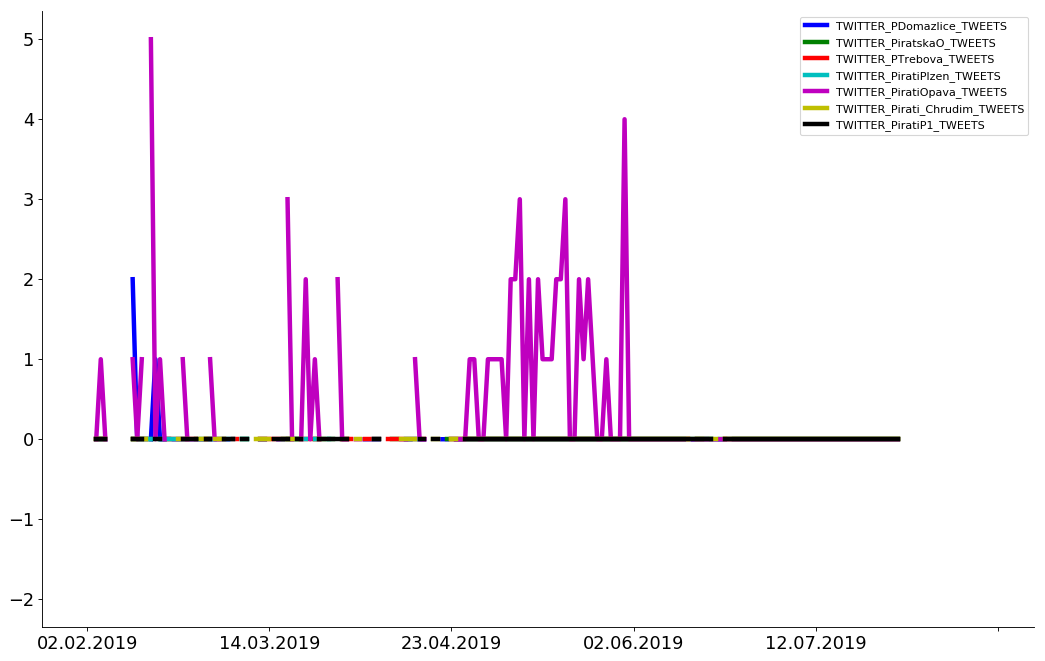 TWITTER_PDomazlice_TWEETS
TWITTER_PiratskaO_TWEETS
TWITTER_PTrebova_TWEETS
TWITTER_PiratiPlzen_TWEETS
TWITTER_PiratiOpava_TWEETS
TWITTER_Pirati_Chrudim_TWEETS
TWITTER_PiratiP1_TWEETS
5
4
3
2
1
0
−1
−2
02.02.2019 14.03.2019 23.04.2019 02.06.2019 12.07.2019